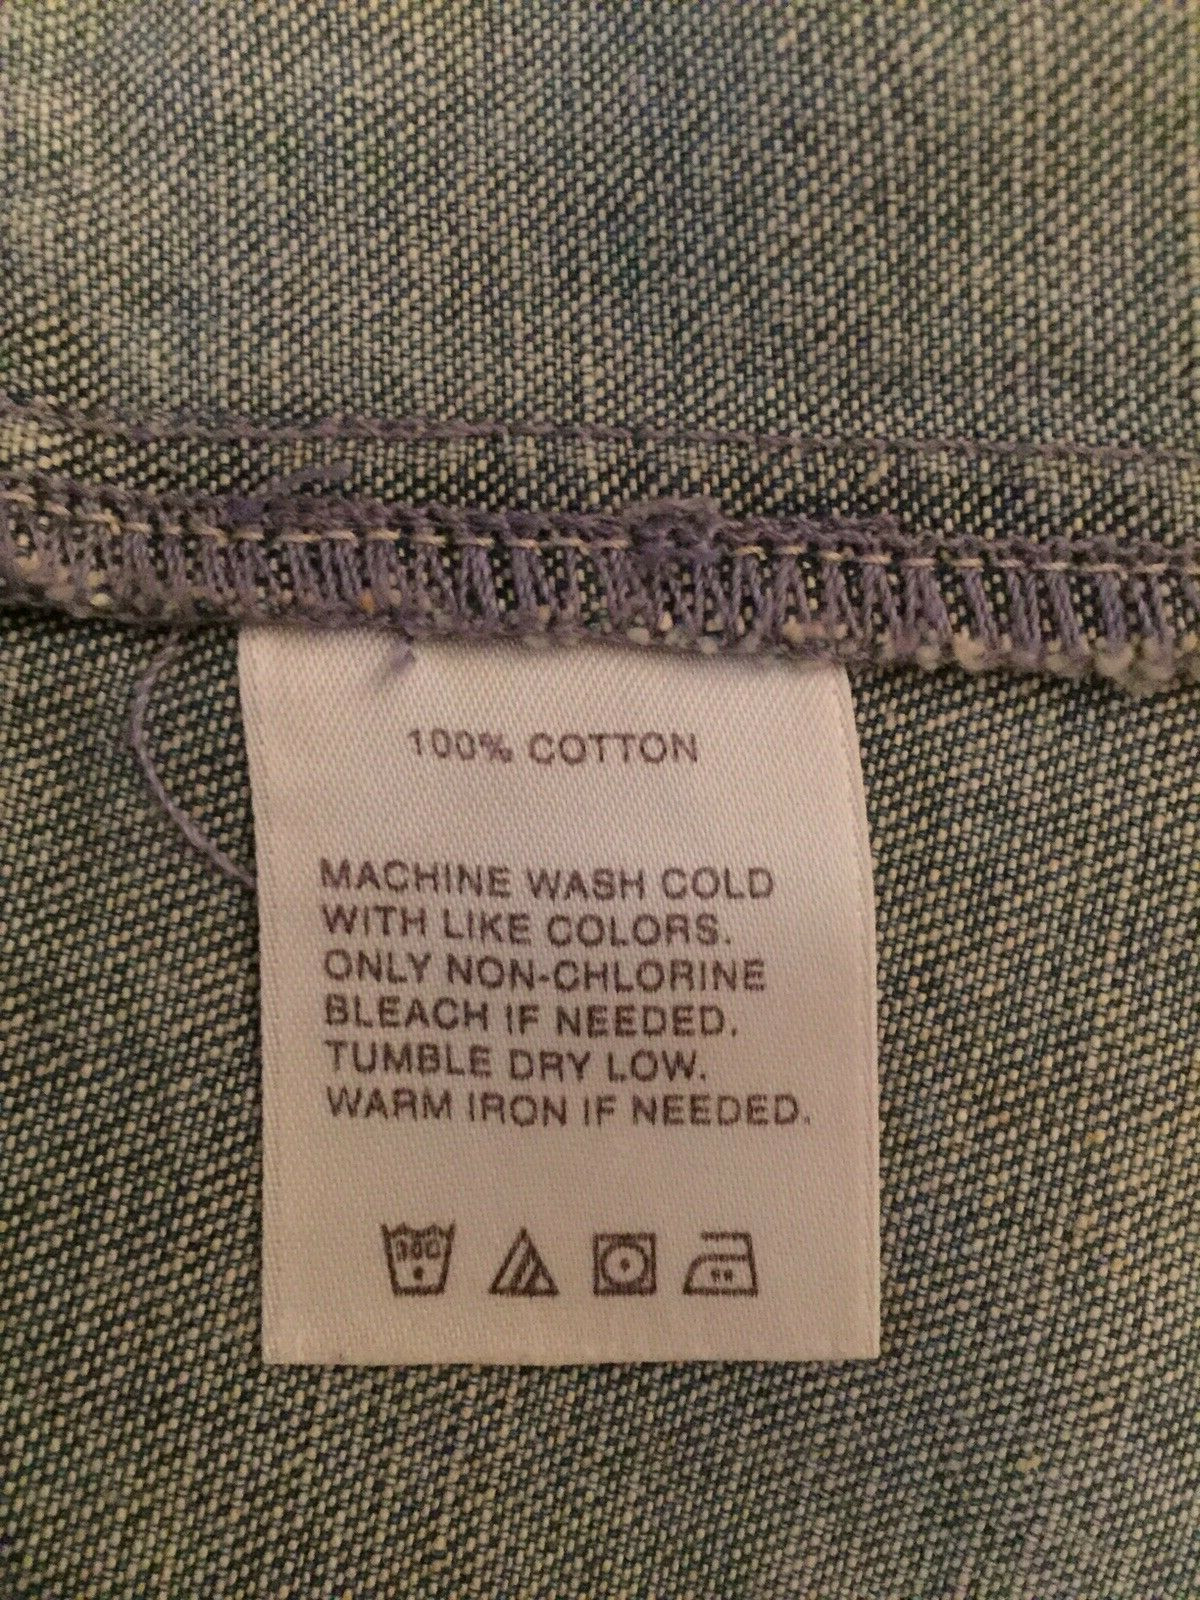 100% COTTON
MACHINE WASH COLD
WITH LIKE COLORS.
ONLY NON-CHLORINE
BLEACH IF NEEDED.
TUMBLE DRY LOW.
WARM IRON IF NEEDED.
30C